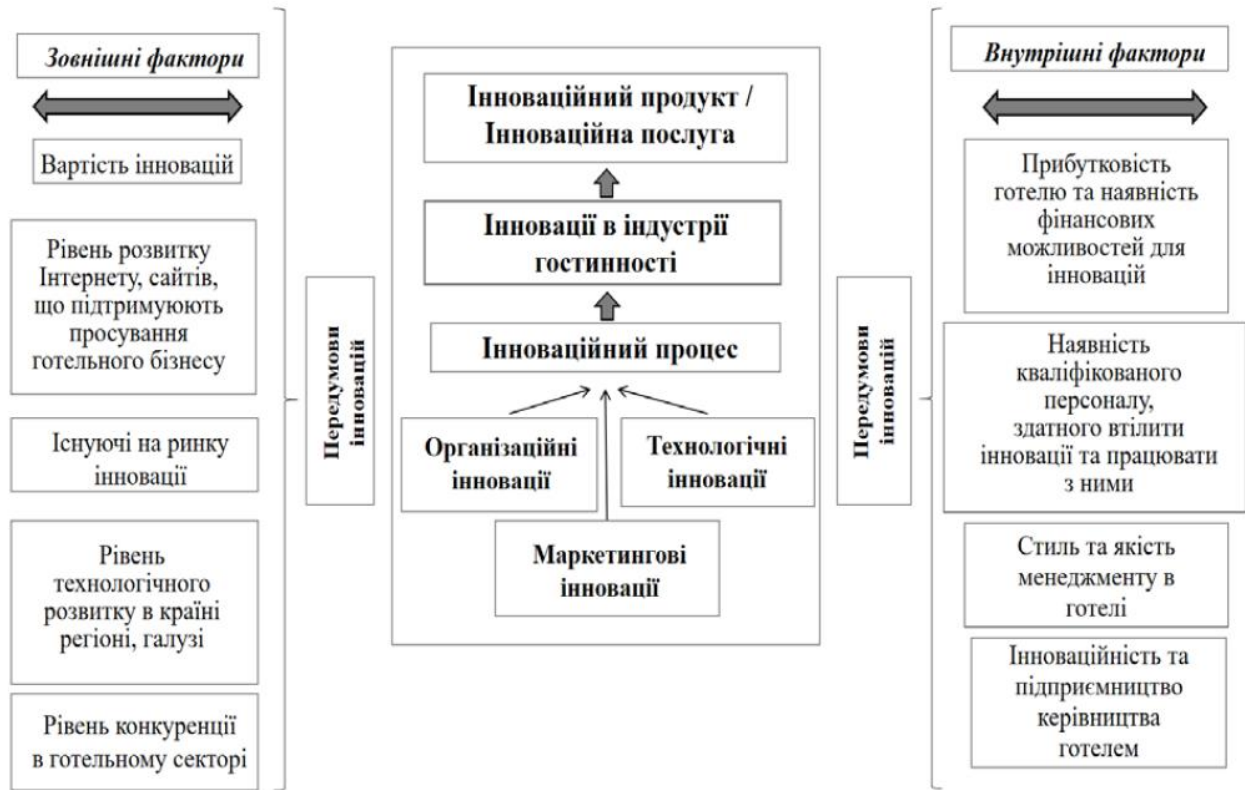 Зовнішні фактори
Вартість інновацій
Рівень розвитку
Інтернету, сайтів,
що підтримуюють
просування
готельного бізнесу
Існуючі на ринку
інновації
Рівень
технологічного
розвитку в країні
регіоні, галузі
Рівень конкуренції
в готельному секторі
Передумови
інновацій
Інноваційний продукт /
Інноваційна послуга
Інновації в індустрії
гостинності
Інноваційний процес
Організаційні
інновації
Технологічні
інновації
Маркетингові
інновації
Передумови
інновацій
Внутрішні фактори
Прибутковість
готелю та наявність
фінансових
можливостей для
інновацій
Наявність
кваліфікованого
персоналу,
здатного втілити
інновації та працювати
з ними
Стиль та якість
менеджменту в
готелі
Інноваційність та
підприємництво
керівництва
готелем